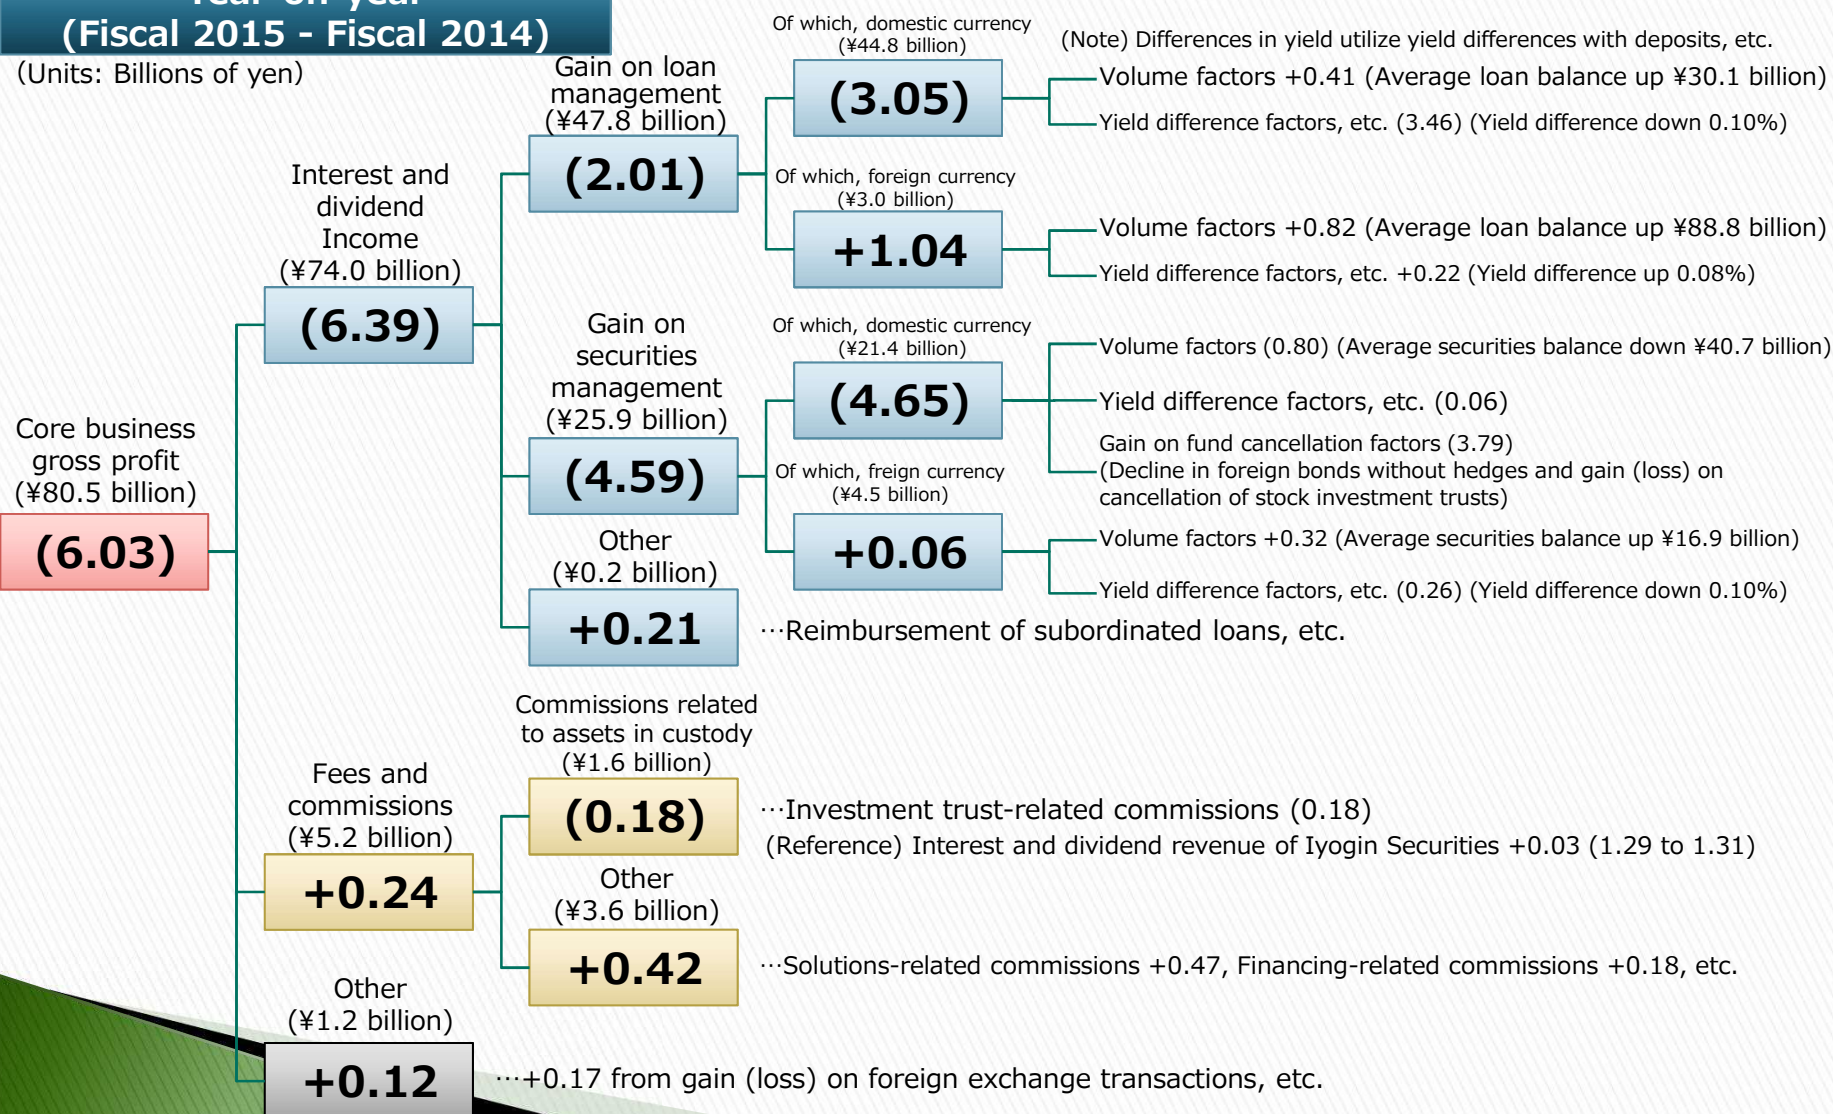 Year-on-year
(Fiscal 2015 - Fiscal 2014)
(Units: Billions of yen)
Core business
gross profit
(¥80.5 billion)
(6.03)
Interest and
dividend
Income
(¥74.0 billion)
(6.39)
Gain on loan
management
(¥47.8 billion)
(2.01)
Of which, domestic currency
(¥44.8 billion)
(3.05)
(Note) Differences in yield utilize yield differences with deposits, etc.
Volume factors +0.41 (Average loan balance up ¥30.1 billion)
Yield difference factors, etc. (3.46) (Yield difference down 0.10%)
Of which, foreign currency
(¥3.0 billion)
+1.04
Volume factors +0.82 (Average loan balance up ¥88.8 billion)
Yield difference factors, etc. +0.22 (Yield difference up 0.08%)
Gain on
securities
management
(¥25.9 billion)
(4.59)
Of which, domestic currency
(¥21.4 billion)
(4.65)
Volume factors (0.80) (Average securities balance down ¥40.7 billion)
Yield difference factors, etc. (0.06)
Gain on fund cancellation factors (3.79)
(Decline in foreign bonds without hedges and gain (loss) on
cancellation of stock investment trusts)
Of which, freign currency
(¥4.5 billion)
+0.06
Volume factors +0.32 (Average securities balance up ¥16.9 billion)
Yield difference factors, etc. (0.26) (Yield difference down 0.10%)
Other
(¥0.2 billion)
+0.21
…Reimbursement of subordinated loans, etc.
Fees and
commissions
(¥5.2 billion)
+0.24
Commissions related
to assets in custody
(¥1.6 billion)
(0.18)
…Investment trust-related commissions (0.18)
(Reference) Interest and dividend revenue of Iyogin Securities +0.03 (1.29 to 1.31)
Other
(¥3.6 billion)
+0.42
…Solutions-related commissions +0.47, Financing-related commissions +0.18, etc.
Other
(¥1.2 billion)
+0.12
…+0.17 from gain (loss) on foreign exchange transactions, etc.